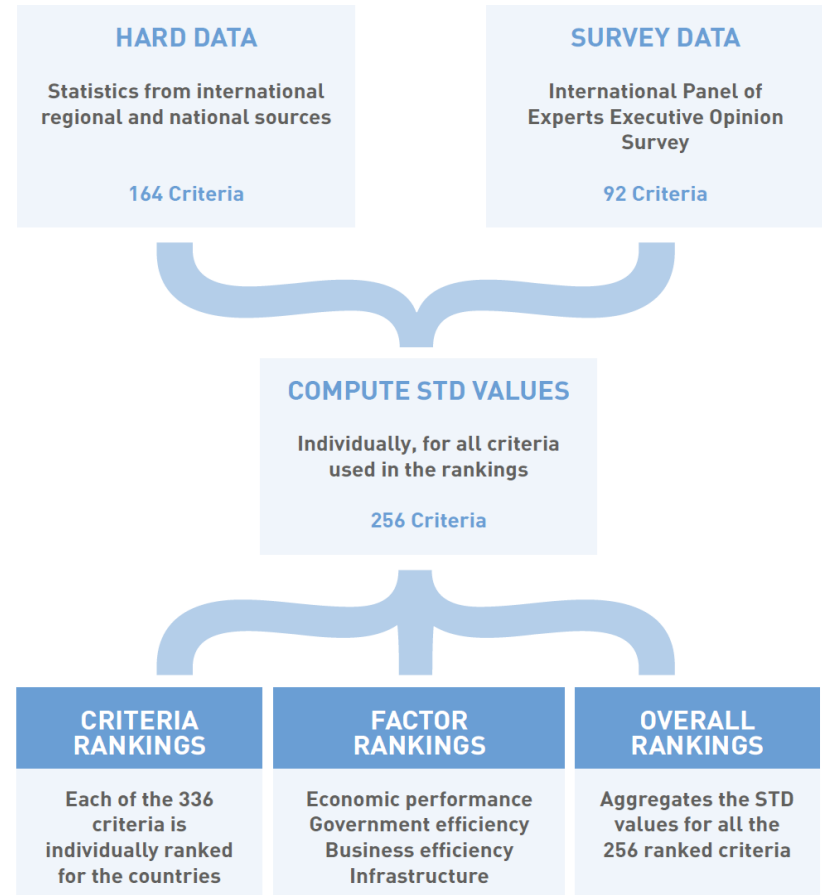 HARD DATA
Statistics from international
regional and national sources
164 Criteria
SURVEY DATA
International Panel of
Experts Executive Opinion
Survey
92 Criteria
COMPUTE STD VALUES
Individually, for all criteria
used in the rankings
256 Criteria
CRITERIA
RANKINGS
Each of the 336
criteria is
individually ranked
for the countries
FACTOR
RANKINGS
Economic performance
Government efficiency
Business efficiency
Infrastructure
OVERALL
RANKINGS
Aggregates the STD
values for all the
256 ranked criteria